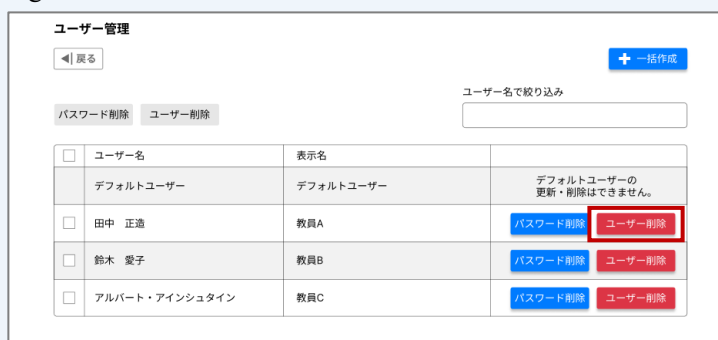 ユーザー管理
戻る
一括作成
ユーザー名で絞り込み
パスワード削除 ユーザー削除
ユーザー名 表示名
デフォルトユーザー デフォルトユーザー デフォルトユーザーの
更新・削除はできません。
田中 正造 教員A パスワード削除 ユーザー削除
鈴木 愛子 教員B パスワード削除 ユーザー削除
アルバート・アインシュタイン 教員C パスワード削除 ユーザー削除